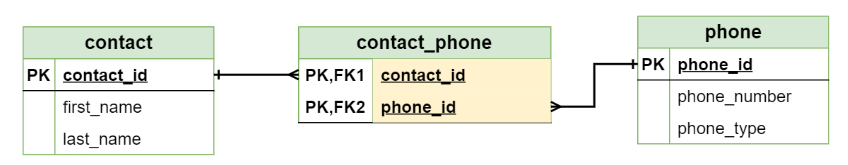 contact
PK contact_id
first_name
last_name
contact_phone
PK,FK1 contact_id
PK,FK2 phone_id
phone
PK phone_id
phone_number
phone_type